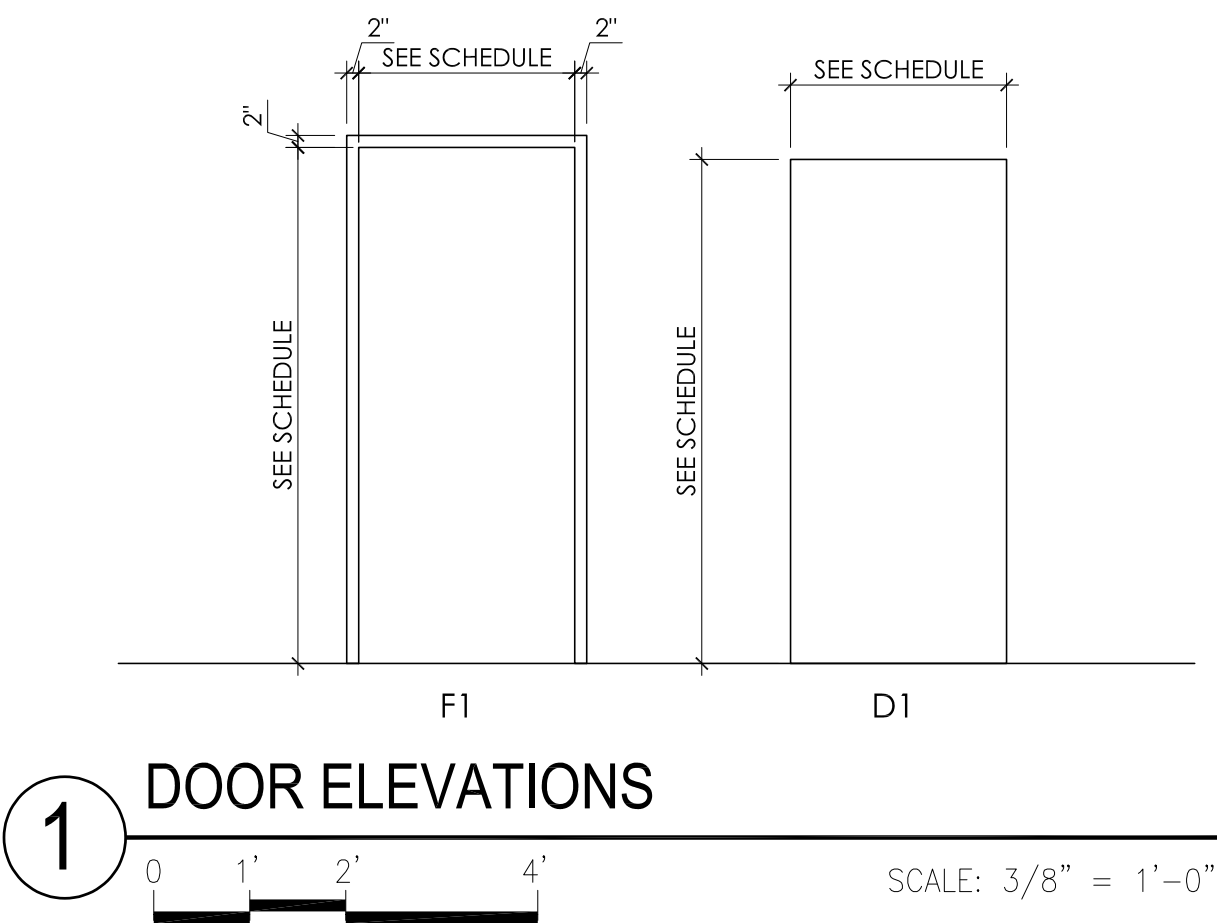 2"
SEE SCHEDULE
2"
SEE SCHEDULE
2"
SEE SCHEDULE
SEE SCHEDULE
F1
D1
1
DOOR ELEVATIONS
0 1' 2' 4'
SCALE: 3/8" = 1'-0"